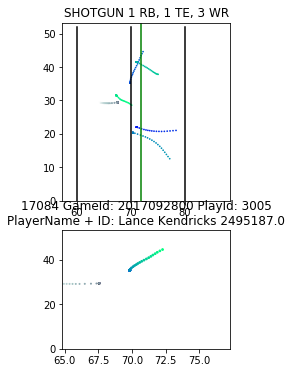 SHOTGUN 1 RB, 1 TE, 3 WR
50
40
30
20
10
0
60 70 80
17084 GameId: 2017092800 PlayId: 3005
PlayerName + ID: Lance Kendricks 2495187.0
40
20
0
65.0 67.5 70.0 72.5 75.0